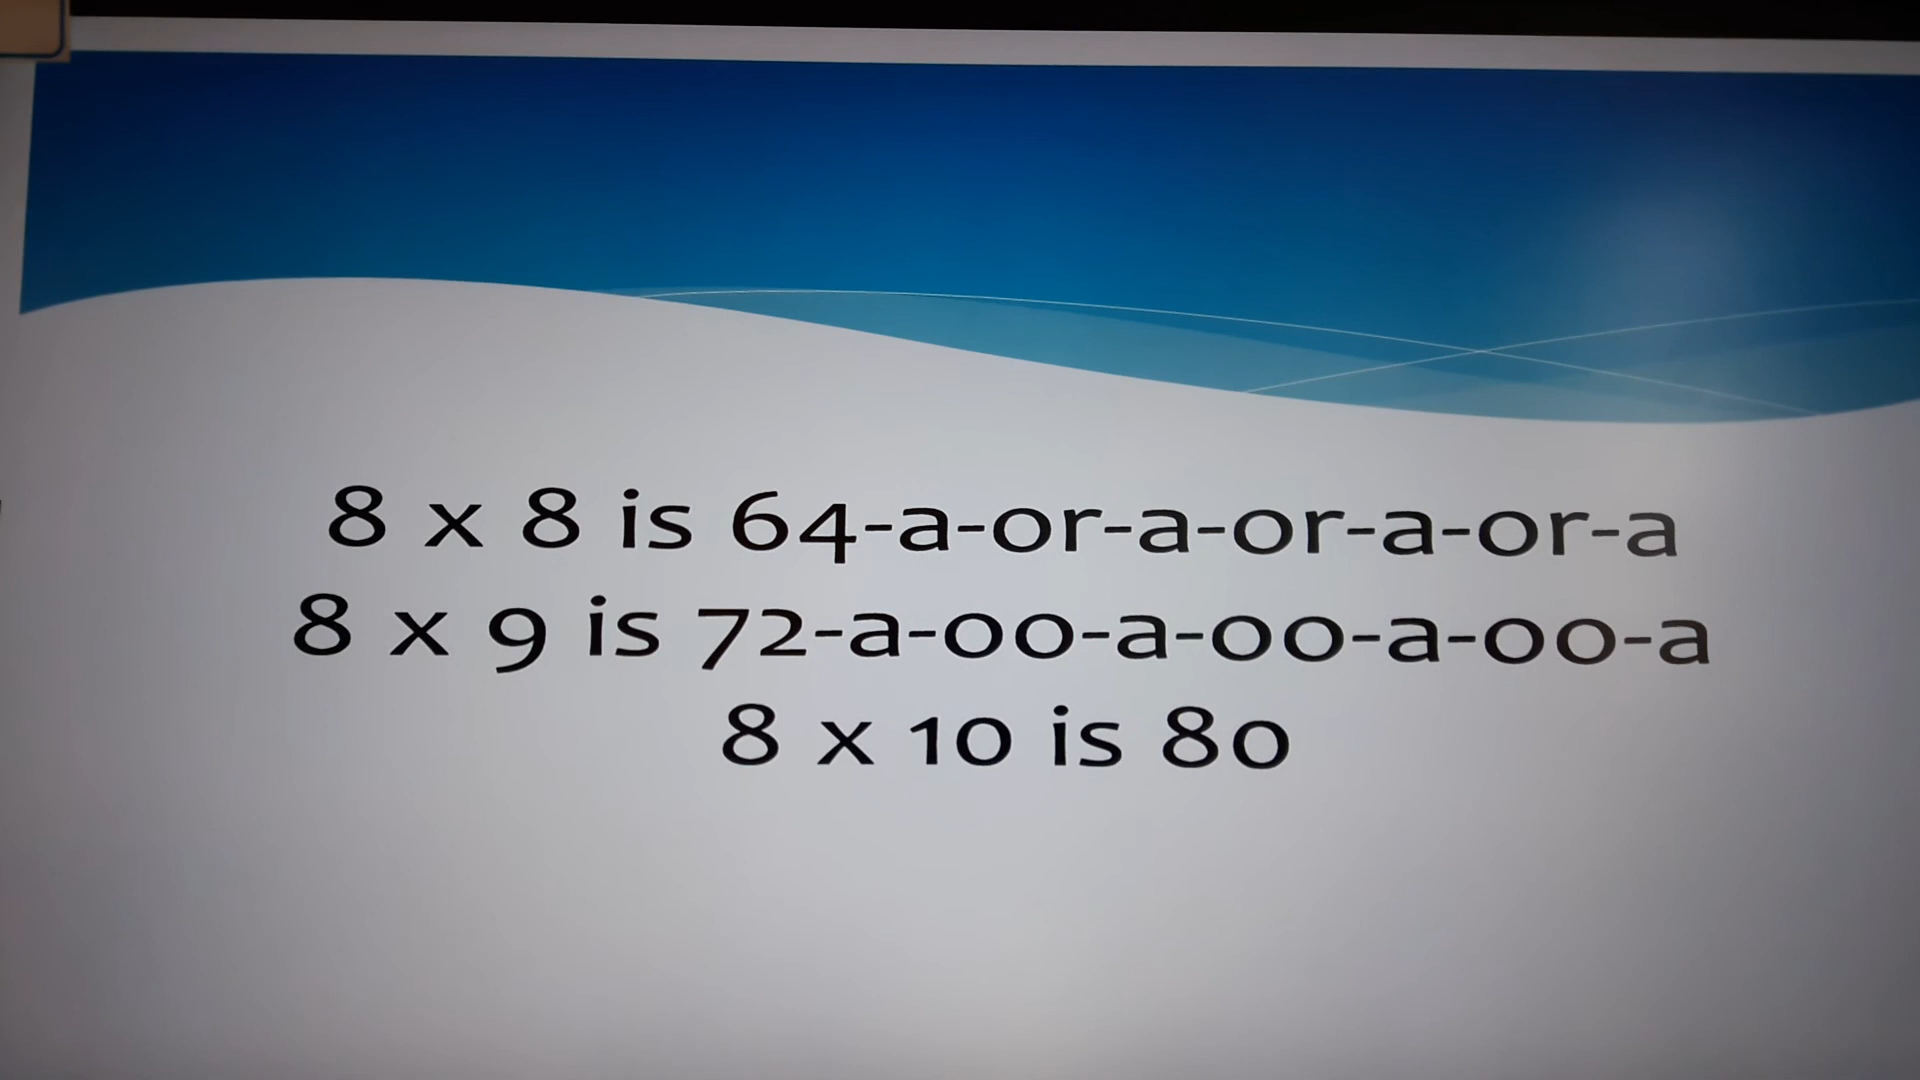 8 x 8 is 64-a-or-a-or-a-or-a
8 x 9 is 72-a-oo-a-oo-a-oo-a
8 x 10 is 80